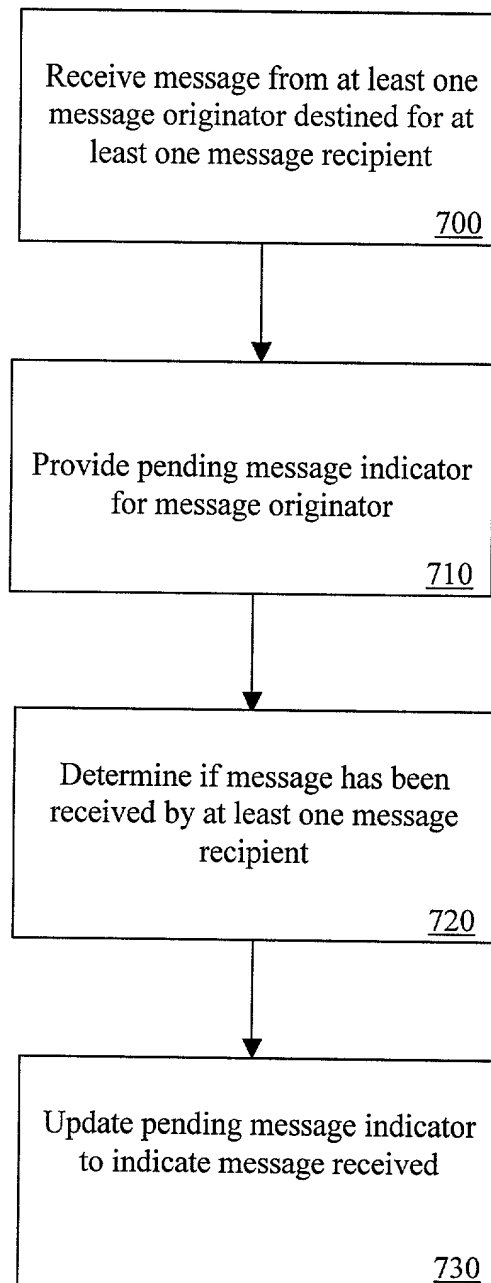 Receive message from at least one
message originator destined for at
least one message recipient
700
Provide pending message indicator
for message originator
710
Determine if message has been
received by at least one message
recipient
720
Update pending message indicator
to indicate message received
730